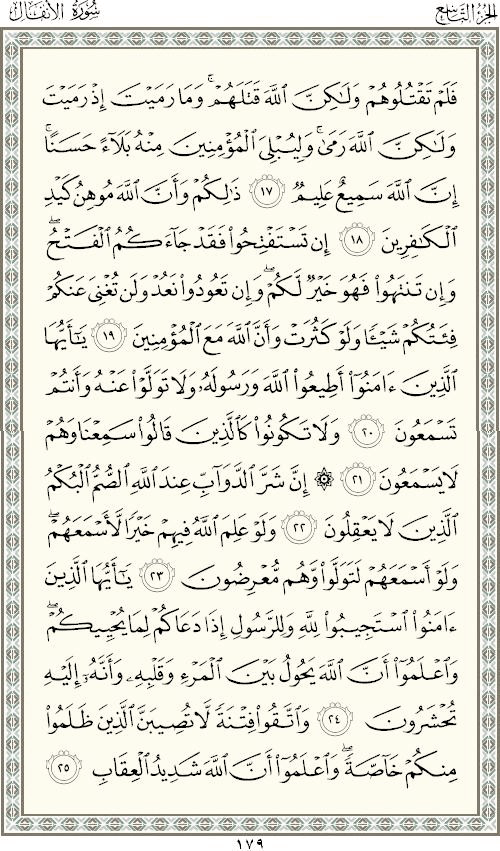 الجزء التاسع
سورة الأنفال
فَلَمْ تَقْتُلُوهُمْ وَلَٰكِنَّ ٱللَّهَ قَتَلَهُمْ ۚ وَمَا رَمَيْتَ إِذْ رَمَيْتَ
وَلَٰكِنَّ ٱللَّهَ رَمَىٰ ۚ وَلِيُبْلِىَ ٱلْمُؤْمِنِينَ مِنْهُ بَلَآءً حَسَنًا ۚ
إِنَّ ٱللَّهَ سَمِيعٌ عَلِيمٌ ١٧ ذَٰلِكُمْ وَأَنَّ ٱللَّهَ مُوهِنُ كَيْدِ
ٱلْكَٰفِرِينَ ١٨ إِن تَسْتَفْتِحُوا۟ فَقَدْ جَآءَكُمُ ٱلْفَتْحُ ۖ
وَإِن تَنتَهُوا۟ فَهُوَ خَيْرٌ لَّكُمْ ۖ وَإِن تَعُودُوا۟ نَعُدْ وَلَن تُغْنِىَ عَنكُمْ
فِئَتُكُمْ شَيْـًٔا وَلَوْ كَثُرَتْ وَأَنَّ ٱللَّهَ مَعَ ٱلْمُؤْمِنِينَ ١٩ يَٰٓأَيُّهَا
ٱلَّذِينَ ءَامَنُوٓا۟ أَطِيعُوا۟ ٱللَّهَ وَرَسُولَهُۥ وَلَا تَوَلَّوْا۟ عَنْهُ وَأَنتُمْ
تَسْمَعُونَ ٢٠ وَلَا تَكُونُوا۟ كَٱلَّذِينَ قَالُوا۟ سَمِعْنَا وَهُمْ
لَا يَسْمَعُونَ ٢١ ۞ إِنَّ شَرَّ ٱلدَّوَآبِّ عِندَ ٱللَّهِ ٱلصُّمُّ ٱلْبُكْمُ
ٱلَّذِينَ لَا يَعْقِلُونَ ٢٢ وَلَوْ عَلِمَ ٱللَّهُ فِيهِمْ خَيْرًا لَّأَسْمَعَهُمْ ۖ
وَلَوْ أَسْمَعَهُمْ لَتَوَلَّوا۟ وَّهُم مُّعْرِضُونَ ٢٣ يَٰٓأَيُّهَا ٱلَّذِينَ
ءَامَنُوا۟ ٱسْتَجِيبُوا۟ لِلَّهِ وَلِلرَّسُولِ إِذَا دَعَاكُمْ لِمَا يُحْيِيكُمْ ۖ
وَٱعْلَمُوٓا۟ أَنَّ ٱللَّهَ يَحُولُ بَيْنَ ٱلْمَرْءِ وَقَلْبِهِۦ وَأَنَّهُۥٓ إِلَيْهِ
تُحْشَرُونَ ٢٤ وَٱتَّقُوا۟ فِتْنَةً لَّا تُصِيبَنَّ ٱلَّذِينَ ظَلَمُوا۟
مِنكُمْ خَآصَّةً ۖ وَٱعْلَمُوٓا۟ أَنَّ ٱللَّهَ شَدِيدُ ٱلْعِقَابِ ٢٥
١٧٩